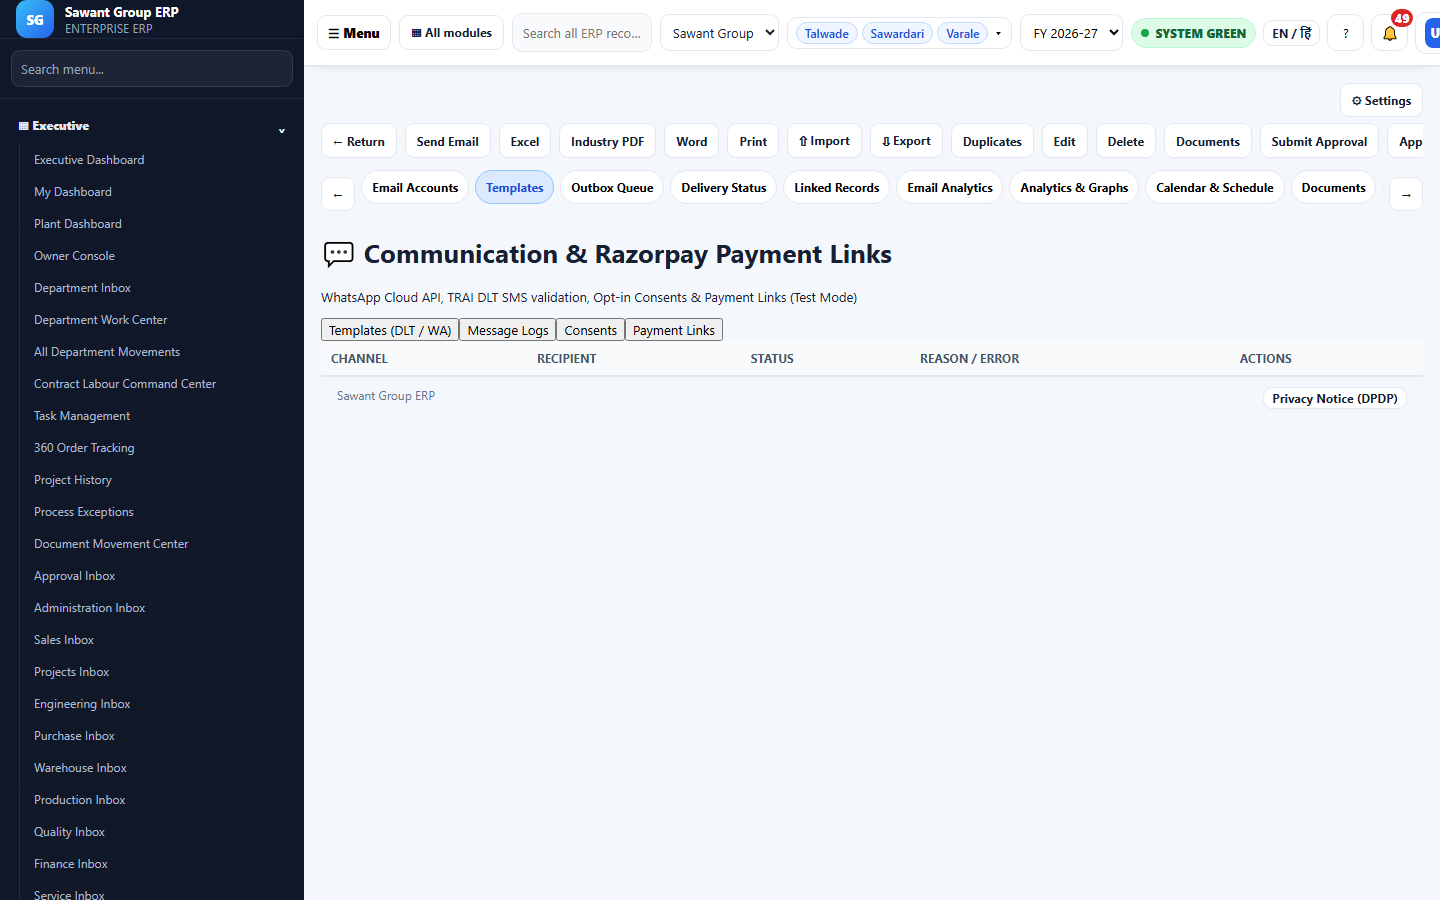 SG
Sawant Group ERP
ENTERPRISE ERP
Search menu...
Executive
Executive Dashboard
My Dashboard
Plant Dashboard
Owner Console
Department Inbox
Department Work Center
All Department Movements
Contract Labour Command Center
Task Management
360 Order Tracking
Project History
Process Exceptions
Document Movement Center
Approval Inbox
Administration Inbox
Sales Inbox
Projects Inbox
Engineering Inbox
Purchase Inbox
Warehouse Inbox
Production Inbox
Quality Inbox
Finance Inbox
Service Inbox
☰ Menu
All modules
Search all ERP reco...
Sawant Group
Talwade Sawardari Varale
FY 2026-27
SYSTEM GREEN
EN / हिं
?
49
U
⚙ Settings
← Return
Send Email
Excel
Industry PDF
Word
Print
⇧ Import
⇩ Export
Duplicates
Edit
Delete
Documents
Submit Approval
App
←
Email Accounts
Templates
Outbox Queue
Delivery Status
Linked Records
Email Analytics
Analytics & Graphs
Calendar & Schedule
Documents
→
Communication & Razorpay Payment Links
WhatsApp Cloud API, TRAI DLT SMS validation, Opt-in Consents & Payment Links (Test Mode)
Templates (DLT / WA) Message Logs Consents Payment Links
CHANNEL RECIPIENT STATUS REASON / ERROR ACTIONS
Sawant Group ERP
Privacy Notice (DPDP)